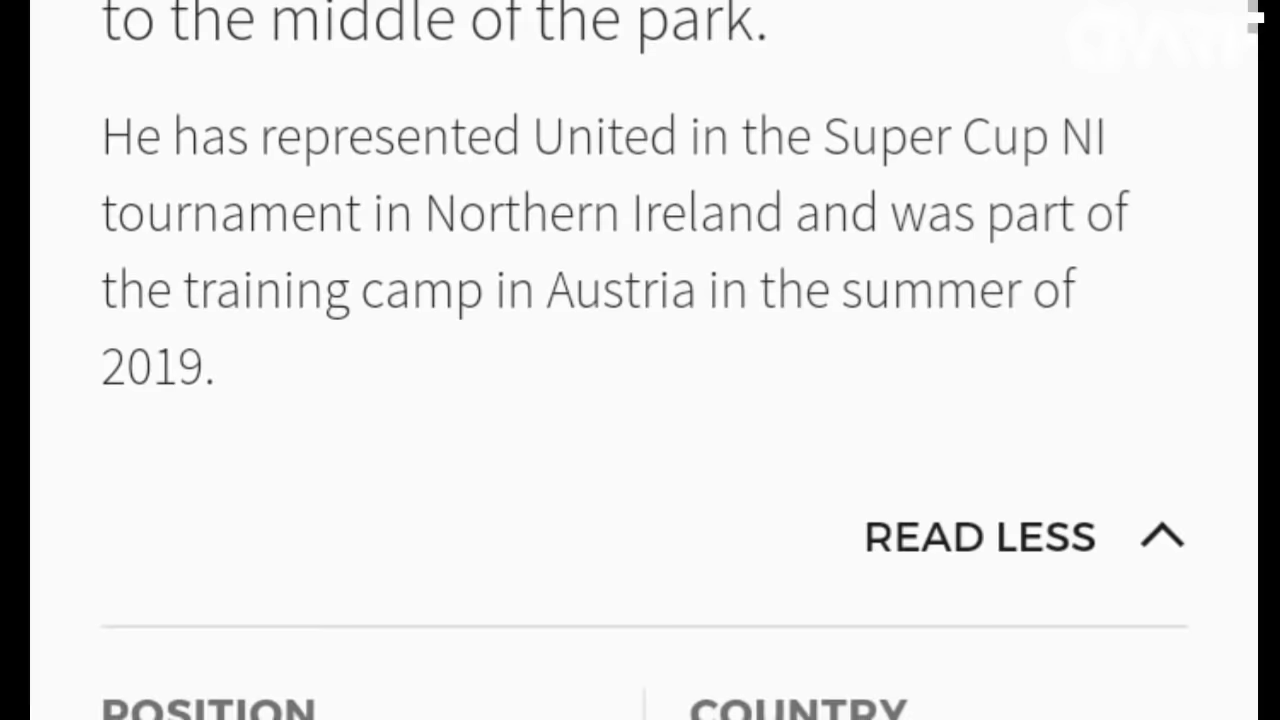 to the middle of the park.
He has represented United in the Super Cup NI
tournament in Northern Ireland and was part of
the training camp in Austria in the summer of
2019.
READ LESS
POSITION
COUNTRY